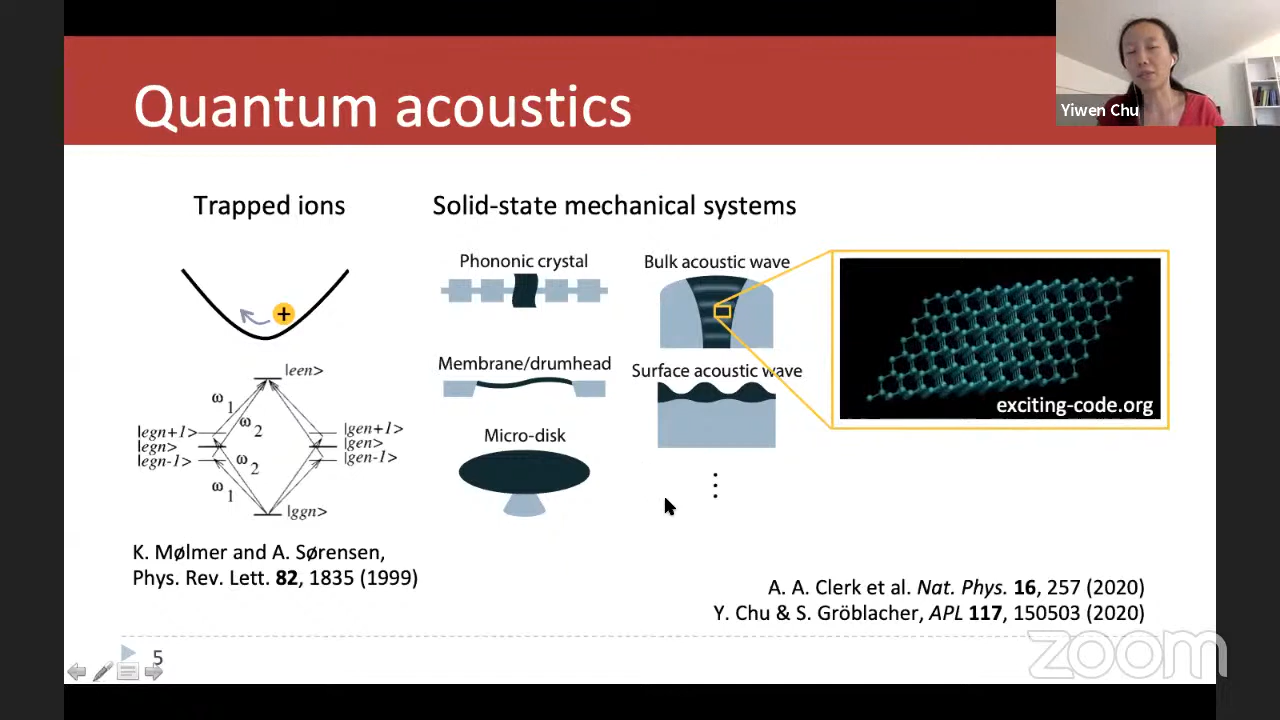 Quantum acoustics
Yiwen Chu
Trapped ions
Solid-state mechanical systems
Phononic crystal
Bulk acoustic wave
Membrane/drumhead
Surface acoustic wave
Micro-disk
exciting-code.org
+
|een>
ω1
ω2
|egn+1>
|egn>
|egn-1>
|gen+1>
|gen>
|gen-1>
ω2
ω1
|ggn>
K. Mølmer and A. Sørensen,
Phys. Rev. Lett. 82, 1835 (1999)
A. A. Clerk et al. Nat. Phys. 16, 257 (2020)
Y. Chu & S. Gröblacher, APL 117, 150503 (2020)
5
zoom